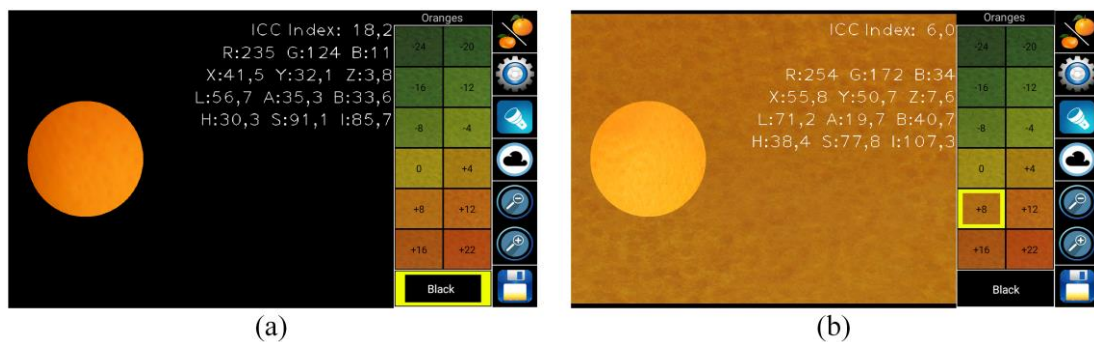 ICC Index: 18,2
R:235 G:124 B:11
X:41,5 Y:32,1 Z:3,8
L:56,7 A:35,3 B:33,6
H:30,3 S:91,1 I:85,7
Oranges
-24 -20
-16 -12
-8 -4
0 +4
+8 +12
+16 +22
Black
(a)
ICC Index: 6,0
R:254 G:172 B:34
X:55,8 Y:50,7 Z:7,6
L:71,2 A:19,7 B:40,7
H:38,4 S:77,8 I:107,3
Oranges
-24 -20
-16 -12
-8 -4
0 +4
+8 +12
+16 +22
Black
(b)